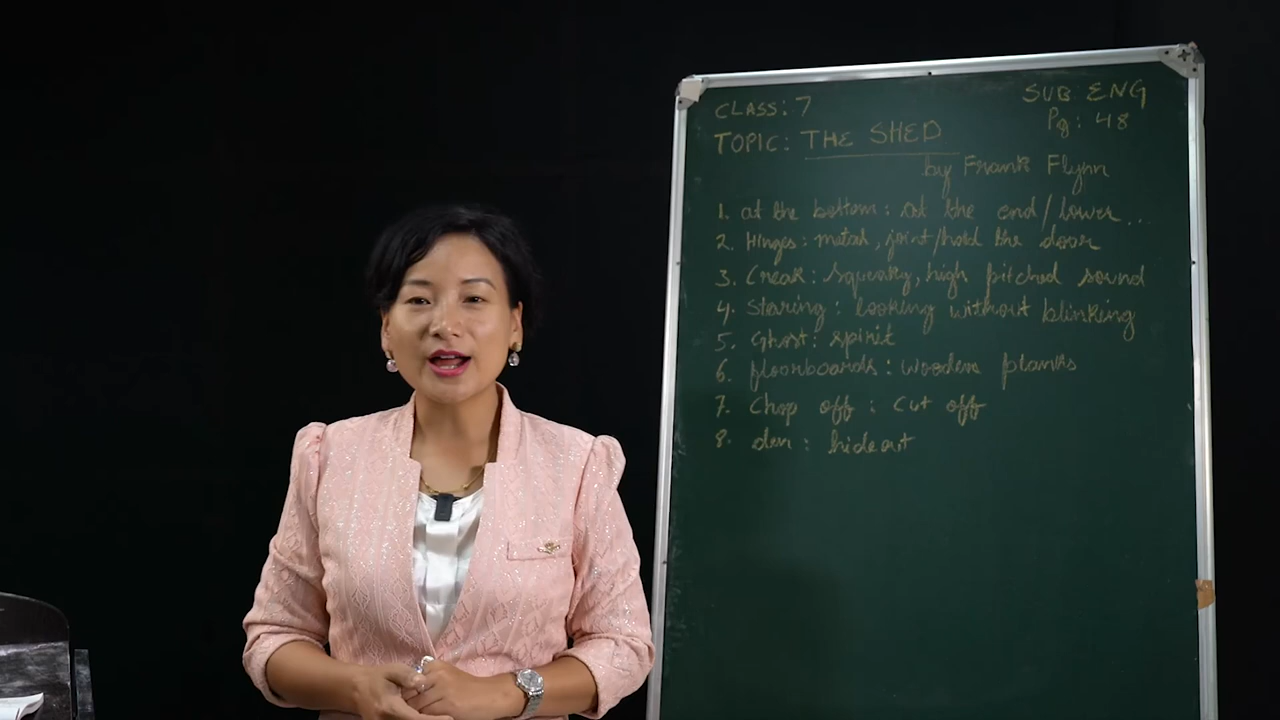 CLASS: 7
SUB ENG
TOPIC: THE SHED
Pg: 48
by Frank Flynn
1. at the bottom: at the end/lower...
2. Hinges: metal, joint/hold the door
3. Creak: Squeaky, high pitched sound
4. Staring: looking without blinking
5. Ghost: spirit
6. floorboards: wooden planks
7. Chop off: cut off
8. den: hideout